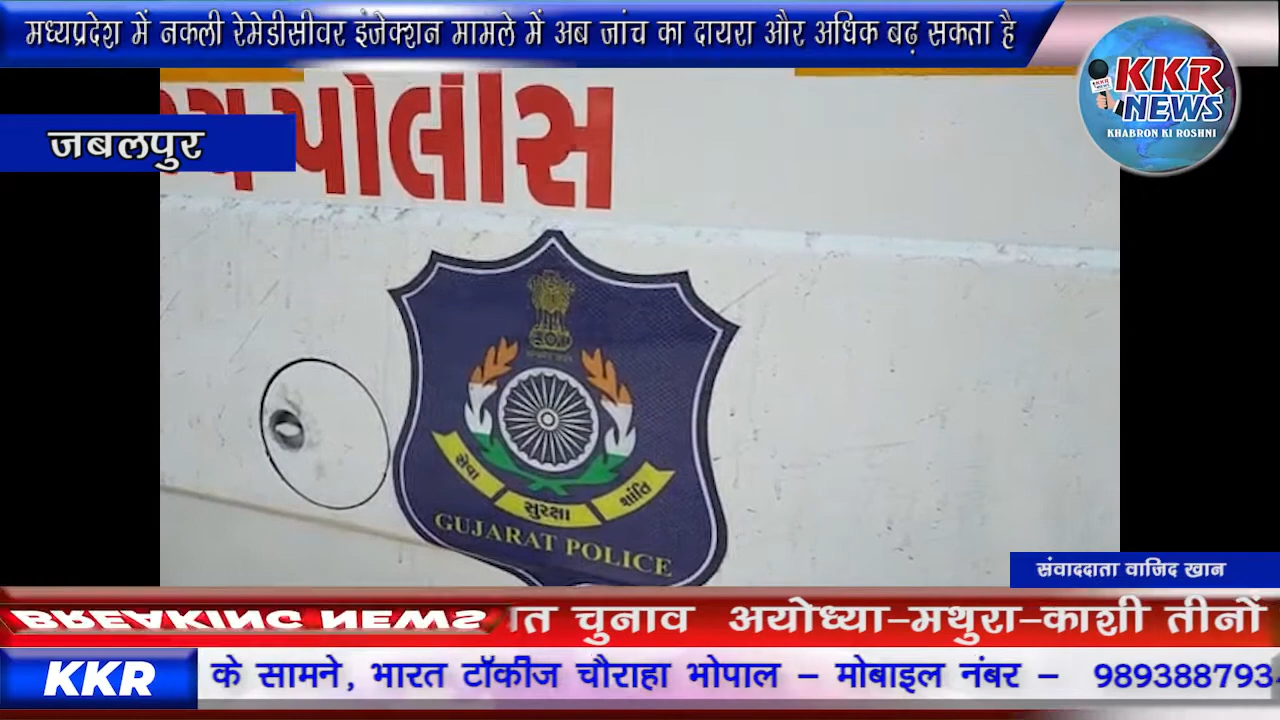 मध्यप्रदेश में नकली रेमेडीसीवर इंजेक्शन मामले में अब जांच का दायरा और अधिक बढ़ सकता है
KKR
NEWS
KHABRON KI ROSHNI
जबलपुर
પોલીસ
સેવા
સુરક્ષા
શાંતિ
GUJARAT POLICE
संवाददाता वाजिद खान
BREAKING NEWS
चुनाव अयोध्या-मथुरा-काशी तीनों
KKR
के सामने, भारत टॉकीज चौराहा भोपाल - मोबाइल नंबर - 989388793